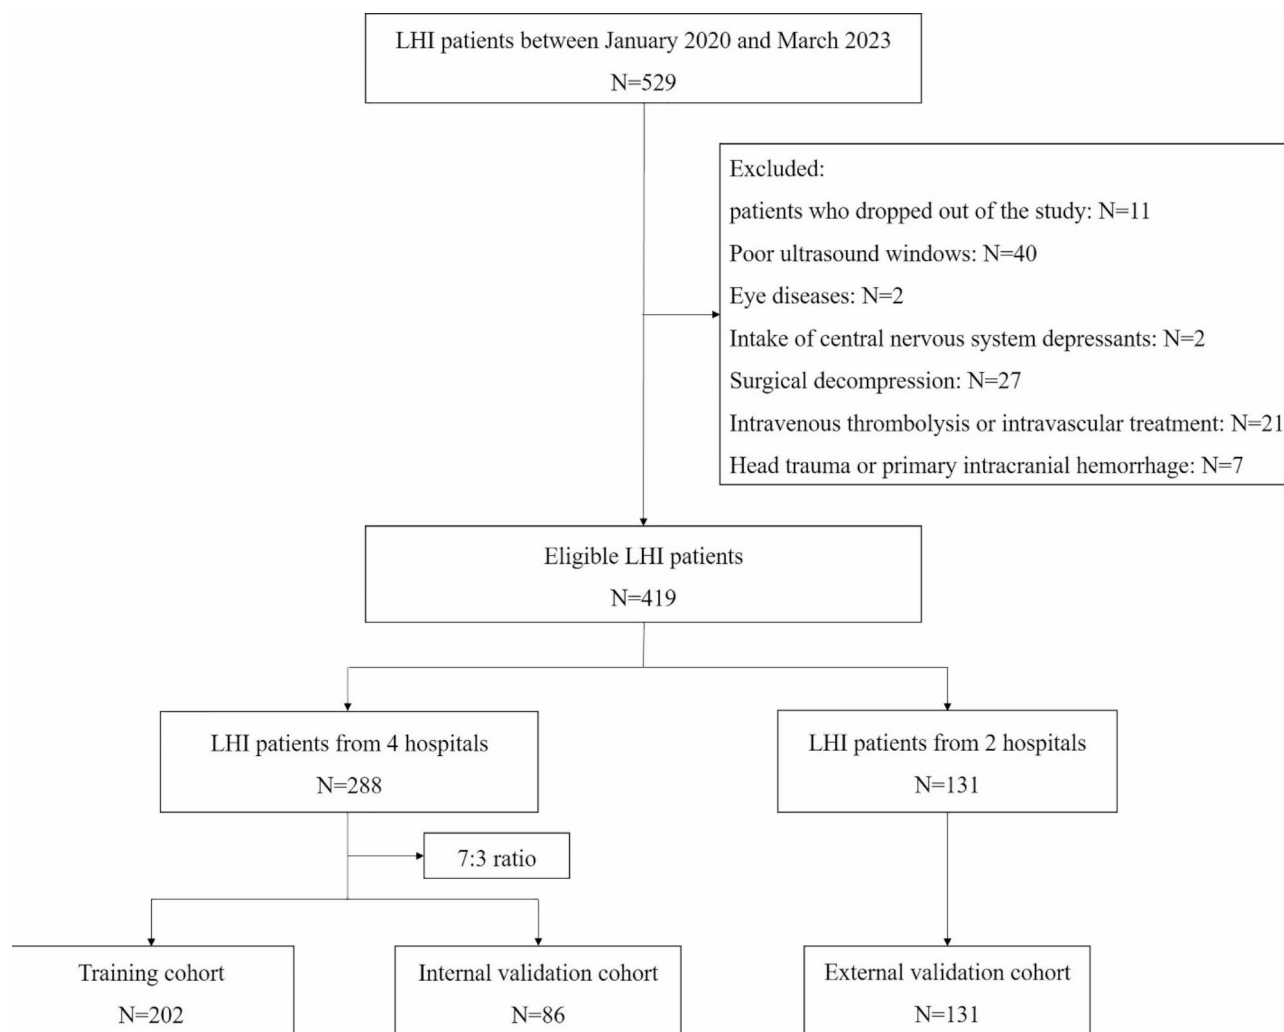 LHI patients between January 2020 and March 2023
N=529
Excluded:
patients who dropped out of the study: N=11
Poor ultrasound windows: N=40
Eye diseases: N=2
Intake of central nervous system depressants: N=2
Surgical decompression: N=27
Intravenous thrombolysis or intravascular treatment: N=21
Head trauma or primary intracranial hemorrhage: N=7
Eligible LHI patients
N=419
LHI patients from 4 hospitals
N=288
LHI patients from 2 hospitals
N=131
7:3 ratio
Training cohort
N=202
Internal validation cohort
N=86
External validation cohort
N=131